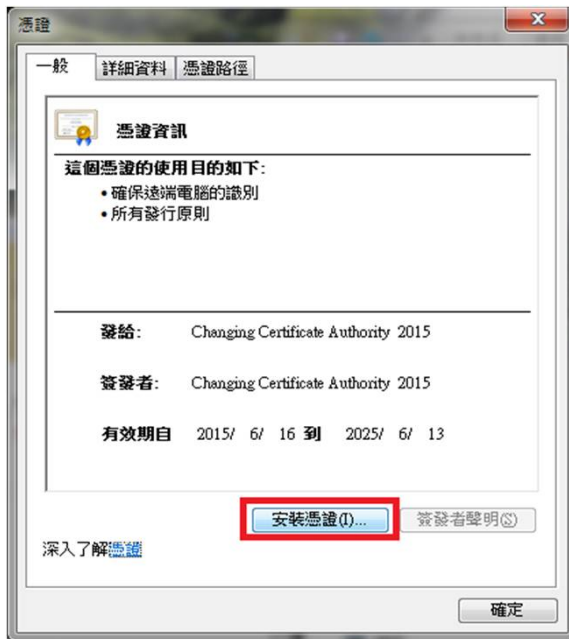 憑證
一般 詳細資料 憑證路徑
憑證資訊
這個憑證的使用目的如下:
•確保遠端電腦的識別
•所有發行原則
發給: Changing Certificate Authority 2015
簽發者: Changing Certificate Authority 2015
有效期自 2015/ 6/ 16 到 2025/ 6/ 13
安裝憑證(I)... 簽發者聲明(S)
深入了解憑證
確定